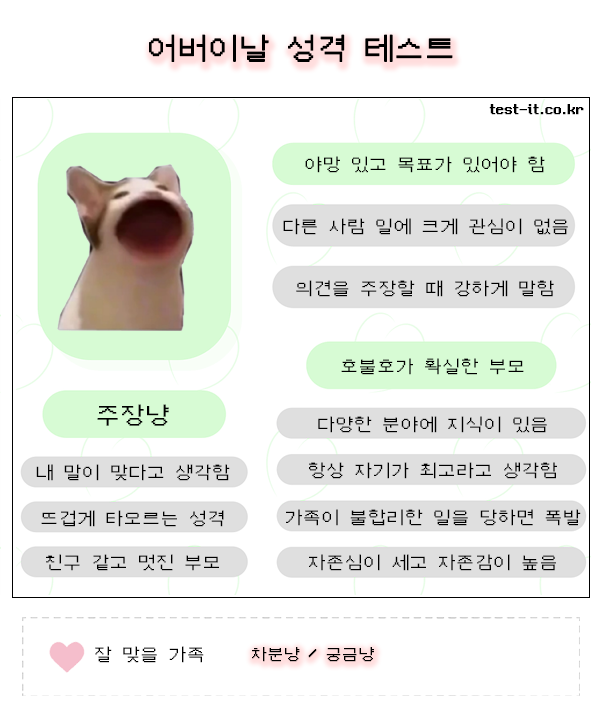 어버이날 성격 테스트
test-it.co.kr
야망 있고 목표가 있어야 함
다른 사람 일에 크게 관심이 없음
의견을 주장할 때 강하게 말함
주장냥
내 말이 맞다고 생각함
뜨겁게 타오르는 성격
친구 같고 멋진 부모
호불호가 확실한 부모
다양한 분야에 지식이 있음
항상 자기가 최고라고 생각함
가족이 불합리한 일을 당하면 폭발
자존심이 세고 자존감이 높음
잘 맞을 가족
차분냥 / 궁금냥